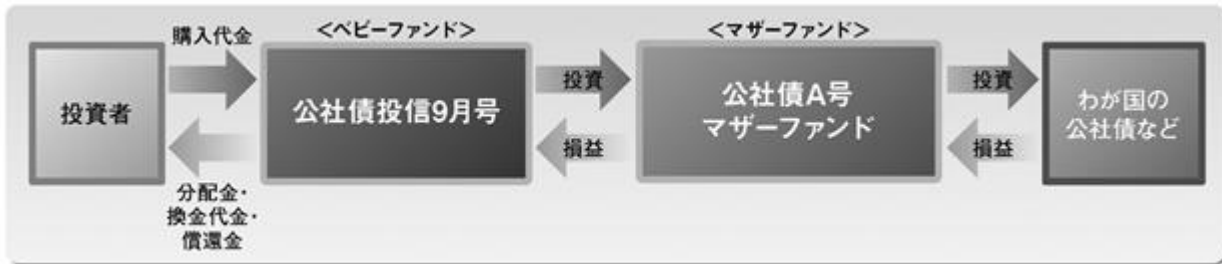 購入代金
<ベビーファンド>
<マザーファンド>
投資者
公社債投信9月号
投資
公社債A号
マザーファンド
投資
わが国の
公社債など
損益
損益
分配金・
換金代金・
償還金